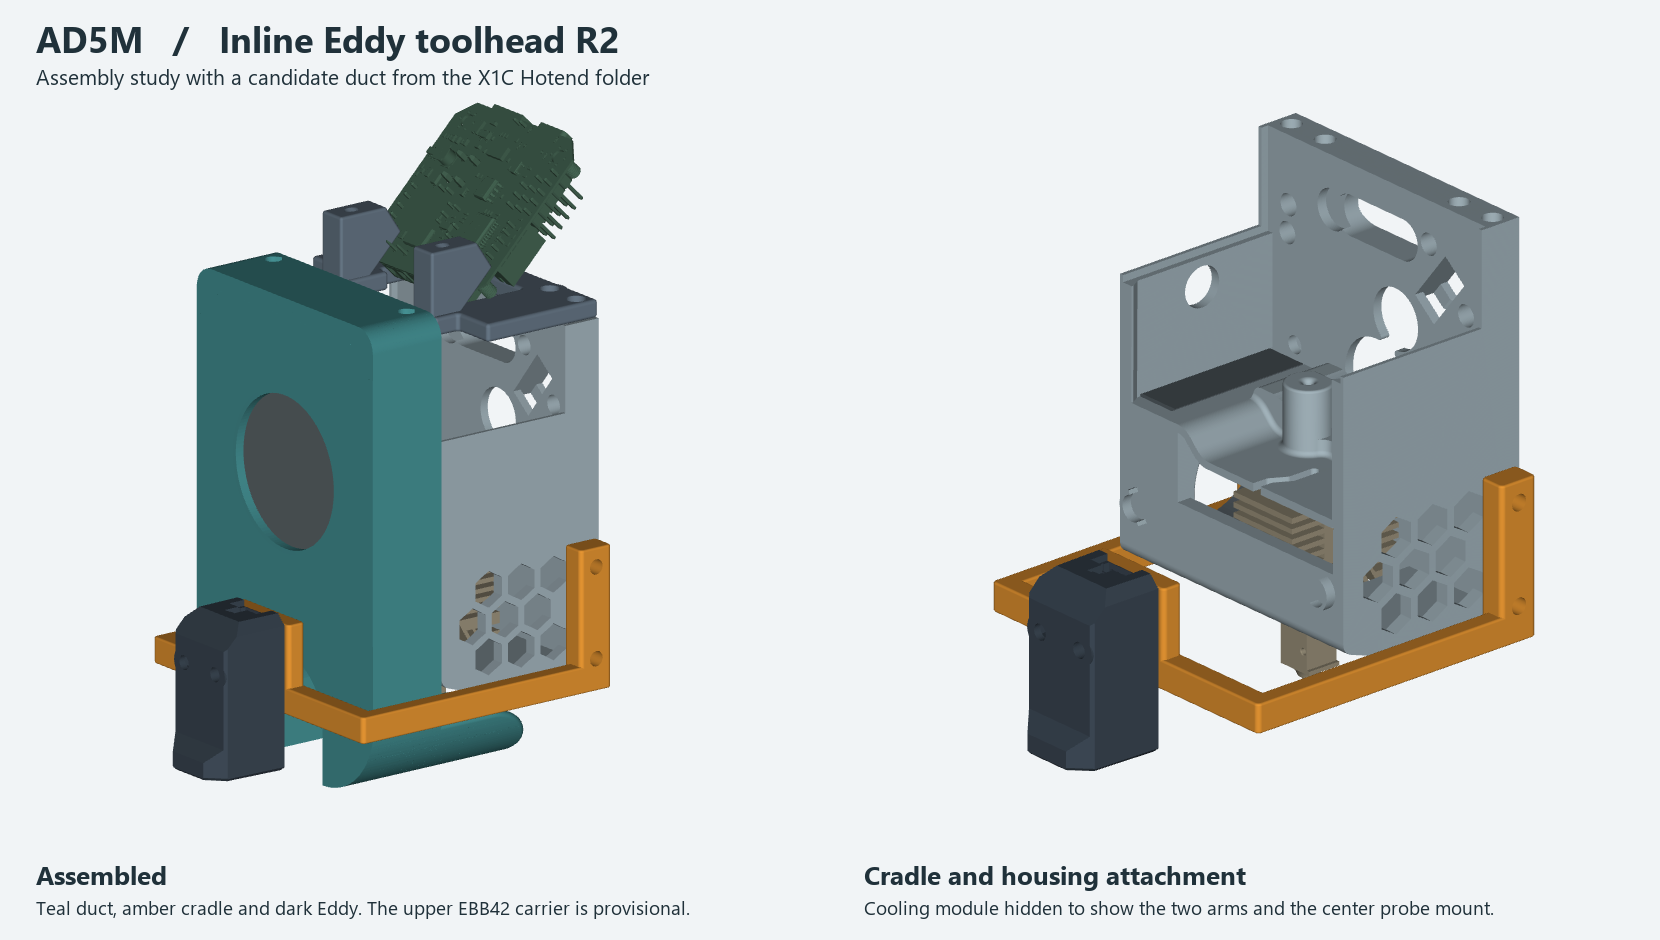 AD5M / Inline Eddy toolhead R2
Assembly study with a candidate duct from the X1C Hotend folder
Assembled
Teal duct, amber cradle and dark Eddy. The upper EBB42 carrier is provisional.
Cradle and housing attachment
Cooling module hidden to show the two arms and the center probe mount.